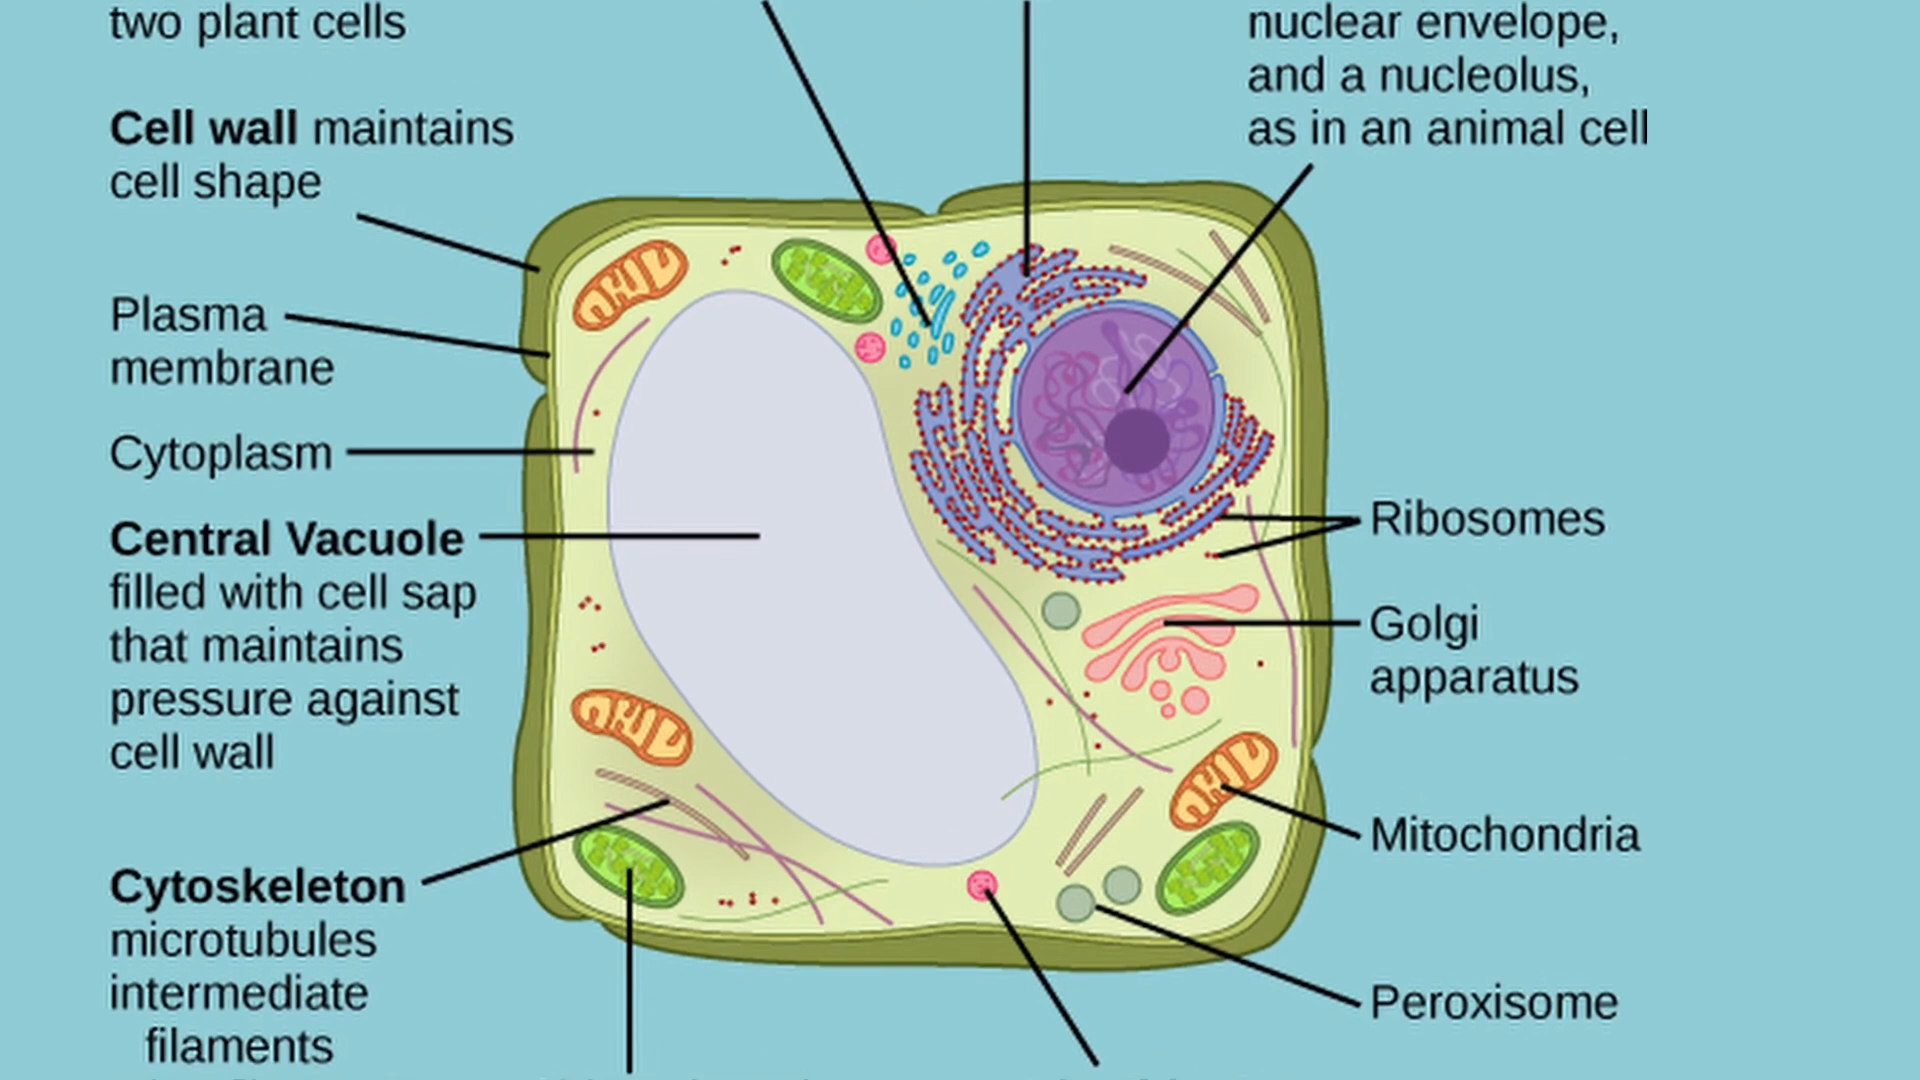 two plant cells
Cell wall maintains
cell shape
Plasma
membrane
Cytoplasm
Central Vacuole
filled with cell sap
that maintains
pressure against
cell wall
Cytoskeleton
microtubules
intermediate
filaments
nuclear envelope,
and a nucleolus,
as in an animal cell
Ribosomes
Golgi
apparatus
Mitochondria
Peroxisome